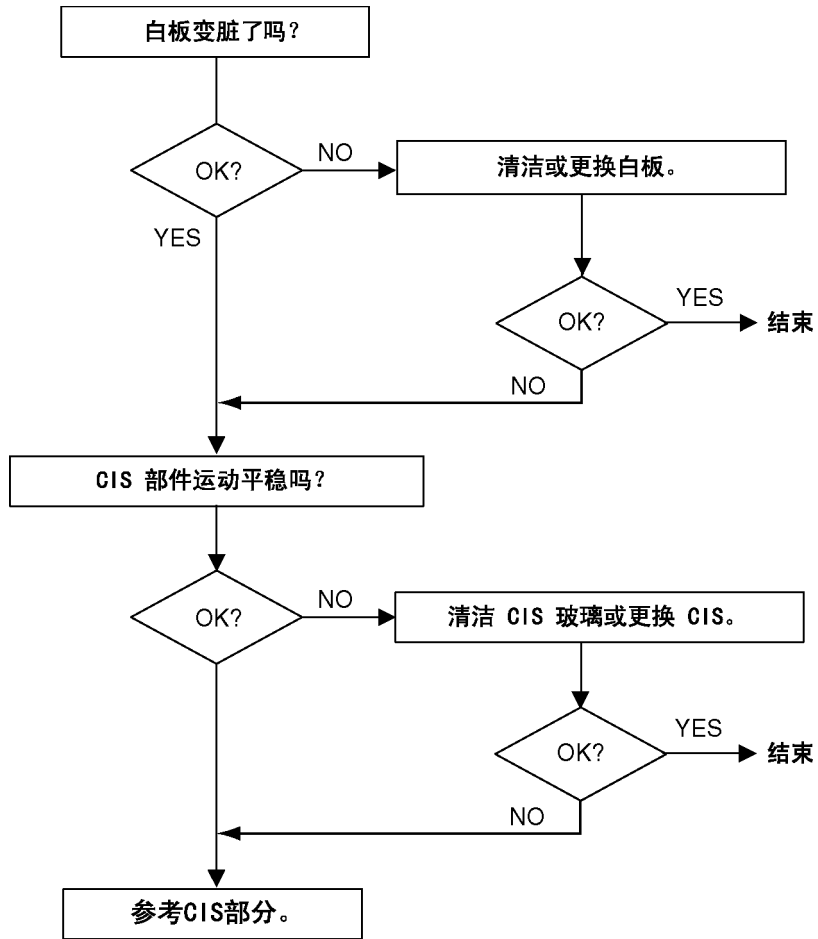 白板变脏了吗?
OK?
NO
清洁或更换白板。
YES
OK?
YES
结束
NO
CIS 部件运动平稳吗?
OK?
NO
清洁 CIS 玻璃或更换 CIS。
OK?
YES
结束
NO
参考CIS部分。